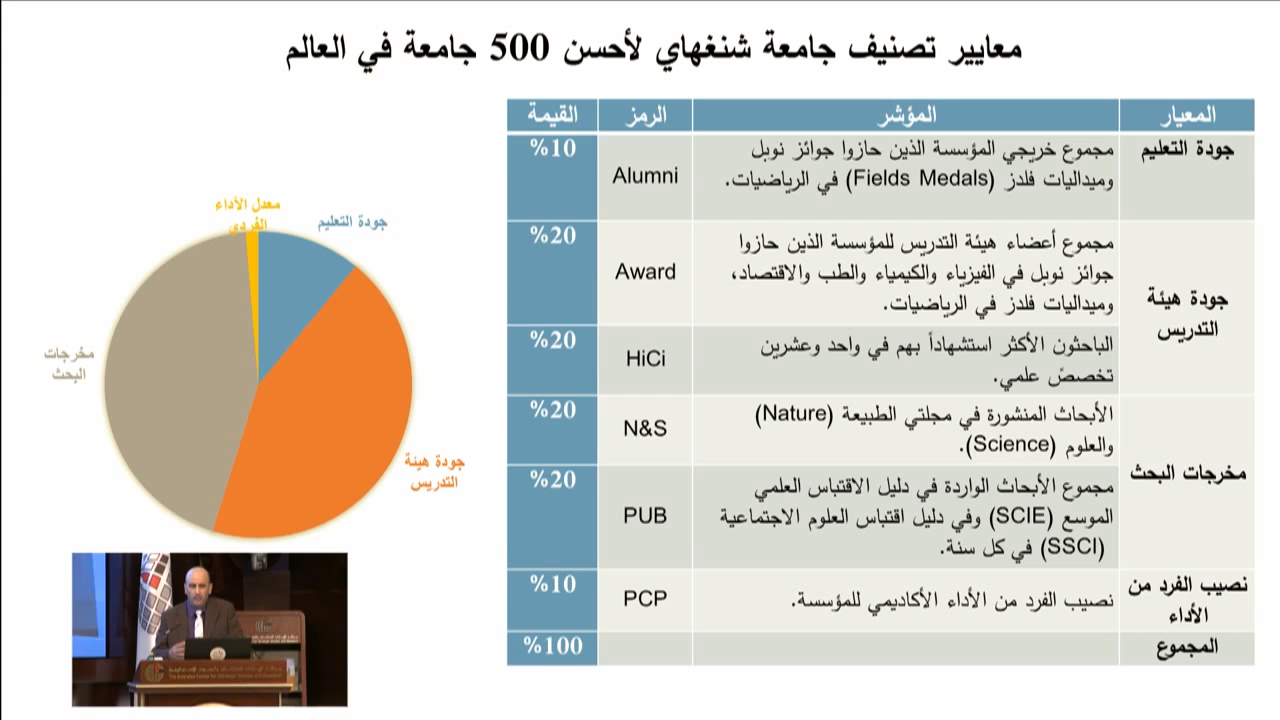 معايير تصنيف جامعة شنغهاي لأحسن 500 جامعة في العالم
المعيار المؤشر الرمز القيمة
جودة التعليم
مجموع خريجي المؤسسة الذين حازوا جوائز نوبل
وميداليات فلدز (Fields Medals) في الرياضيات.
Alumni
%10
جودة هيئة
التدريس
مجموع أعضاء هيئة التدريس للمؤسسة الذين حازوا
جوائز نوبل في الفيزياء والكيمياء والطب والاقتصاد،
وميداليات فلدز في الرياضيات.
Award
%20
الباحثون الأكثر استشهاداً بهم في واحد وعشرين
تخصصً علمي.
HiCi
%20
مخرجات البحث
الأبحاث المنشورة في مجلتي الطبيعة (Nature)
والعلوم (Science).
N&S
%20
مجموع الأبحاث الواردة في دليل الاقتباس العلمي
الموسع (SCIE) وفي دليل اقتباس العلوم الاجتماعية
(SSCI) في كل سنة.
PUB
%20
نصيب الفرد من
الأداء
نصيب الفرد من الأداء الأكاديمي للمؤسسة.
PCP
%10
المجموع
%100
معدل الأداء
الفردي
جودة التعليم
مخرجات
البحث
جودة هيئة
التدريس